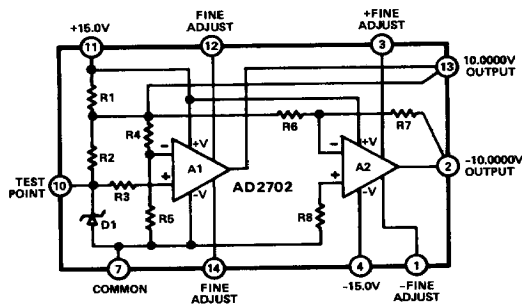 FINE
ADJUST
+FINE
ADJUST
+15.0V
11
12
3
13
10.0000V
OUTPUT
R1
R4
R6
R7
+V
+V
R2
−
−
A1
A2
2
-10.0000V
OUTPUT
TEST
POINT
10
R3
+
AD2702
+
-V
-V
D1
R5
R8
7
14
4
1
COMMON
FINE
ADJUST
-15.0V
-FINE
ADJUST